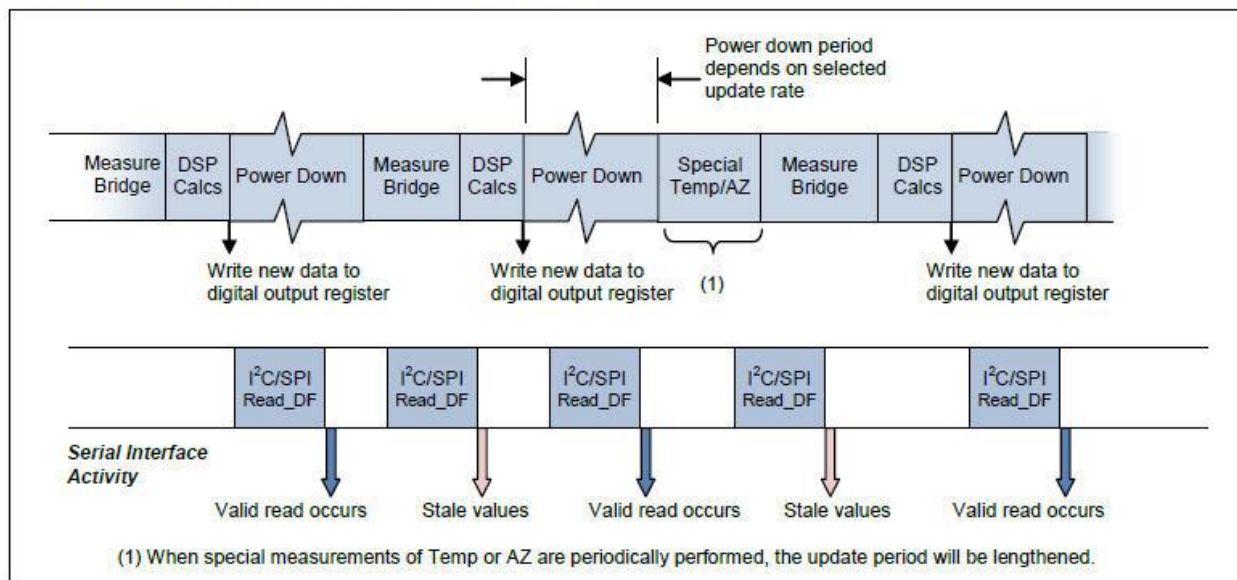 Power down period
depends on selected
update rate
Measure
Bridge
DSP
Calcs
Power Down
Measure
Bridge
DSP
Calcs
Power Down
Special
Temp/AZ
Measure
Bridge
DSP
Calcs
Power Down
Write new data to
digital output register
Write new data to
digital output register
(1)
Write new data to
digital output register
I²C/SPI
Read_DF
I²C/SPI
Read_DF
I²C/SPI
Read_DF
I²C/SPI
Read_DF
I²C/SPI
Read_DF
Serial Interface
Activity
Valid read occurs
Stale values
Valid read occurs
Stale values
Valid read occurs
(1) When special measurements of Temp or AZ are periodically performed, the update period will be lengthened.